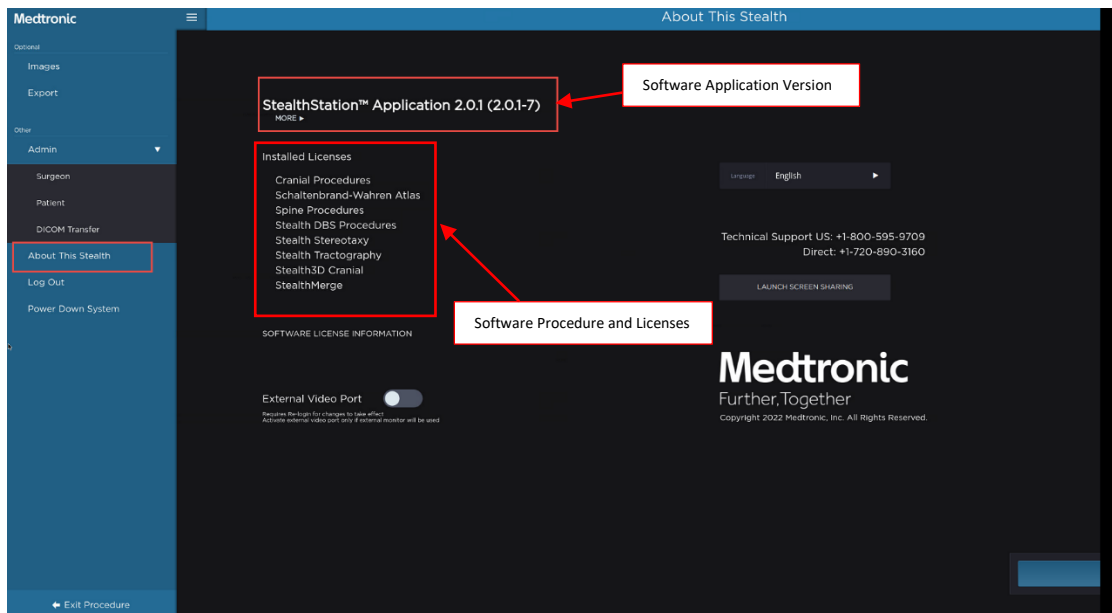 Medtronic
About This Stealth
Optional
Images
Export
Other
Admin
Surgeon
Patient
DICOM Transfer
About This Stealth
Log Out
Power Down System
Exit Procedure
Software Application Version
StealthStation™ Application 2.0.1 (2.0.1-7)
MORE
Installed Licenses
Cranial Procedures
Schaltenbrand-Wahren Atlas
Spine Procedures
Stealth DBS Procedures
Stealth Stereotaxy
Stealth Tractography
Stealth3D Cranial
StealthMerge
Software Procedure and Licenses
SOFTWARE LICENSE INFORMATION
External Video Port
Requires Re-login for changes to take effect
Activate external video port only if external monitor will be used
Language English
Technical Support US: +1-800-595-9709
Direct: +1-720-890-3160
LAUNCH SCREEN SHARING
Medtronic
Further, Together
Copyright 2022 Medtronic, Inc. All Rights Reserved.